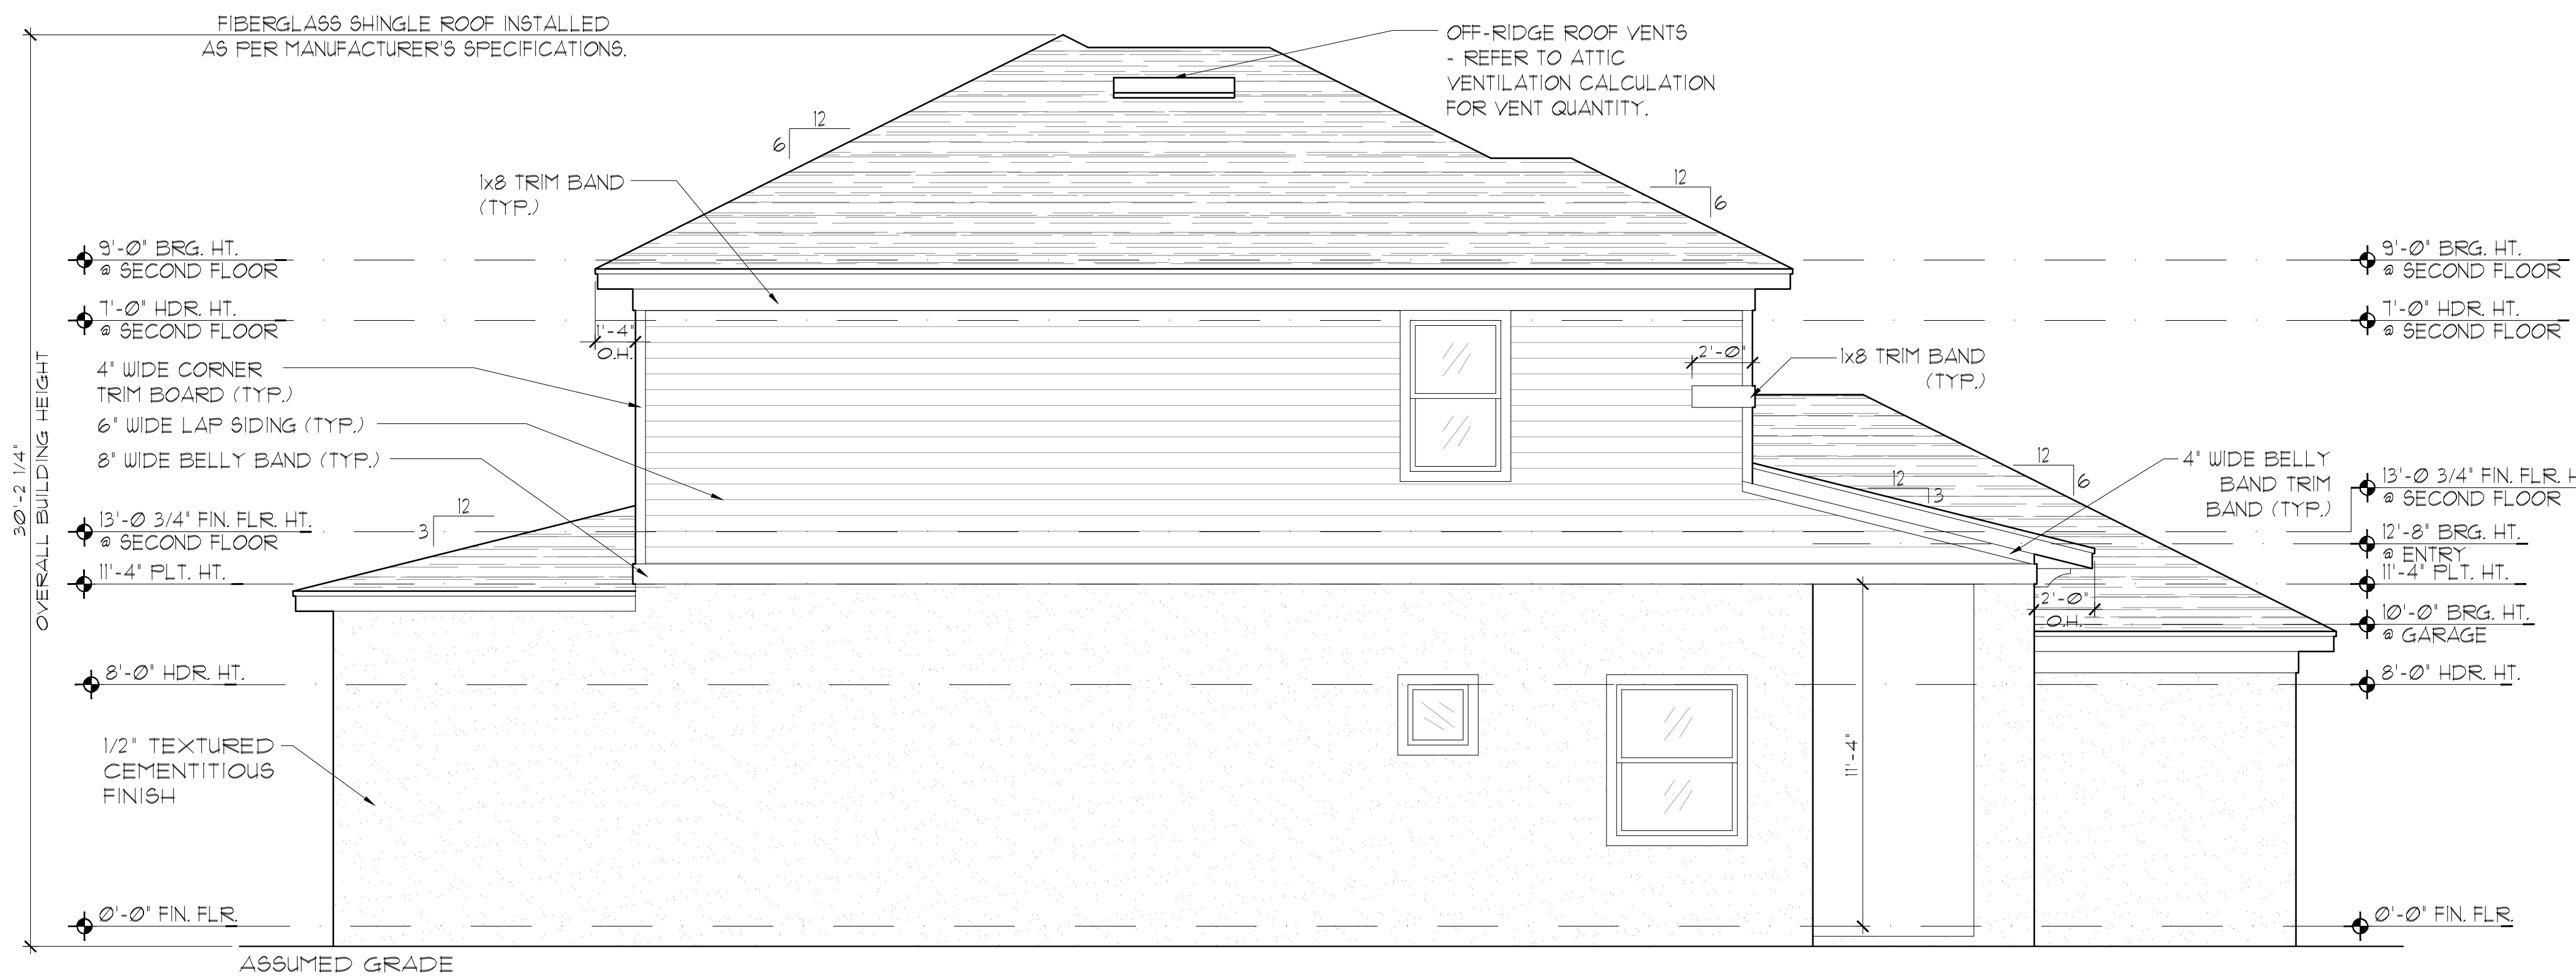 FIBERGLASS SHINGLE ROOF INSTALLED
AS PER MANUFACTURER'S SPECIFICATIONS.
OFF-RIDGE ROOF VENTS
- REFER TO ATTIC
VENTILATION CALCULATION
FOR VENT QUANTITY.
12
6
1x8 TRIM BAND
(TYP.)
12
6
9'-0" BRG. HT.
@ SECOND FLOOR
9'-0" BRG. HT.
@ SECOND FLOOR
7'-0" HDR. HT.
@ SECOND FLOOR
7'-0" HDR. HT.
@ SECOND FLOOR
1'-4"
O.H.
2'-0"
1x8 TRIM BAND
(TYP.)
4" WIDE CORNER
TRIM BOARD (TYP.)
6" WIDE LAP SIDING (TYP.)
8" WIDE BELLY BAND (TYP.)
30'-2 1/4"
OVERALL BUILDING HEIGHT
12
6
12
3
4" WIDE BELLY
BAND TRIM
BAND (TYP.)
12
3
13'-0 3/4" FIN. FLR. HT.
@ SECOND FLOOR
13'-0 3/4" FIN. FLR. H
@ SECOND FLOOR
12'-8" BRG. HT.
@ ENTRY
11'-4" PLT. HT.
11'-4" PLT. HT.
2'-0"
O.H.
10'-0" BRG. HT.
@ GARAGE
8'-0" HDR. HT.
8'-0" HDR. HT.
1/2" TEXTURED
CEMENTITIOUS
FINISH
11'-4"
0'-0" FIN. FLR.
0'-0" FIN. FLR.
ASSUMED GRADE